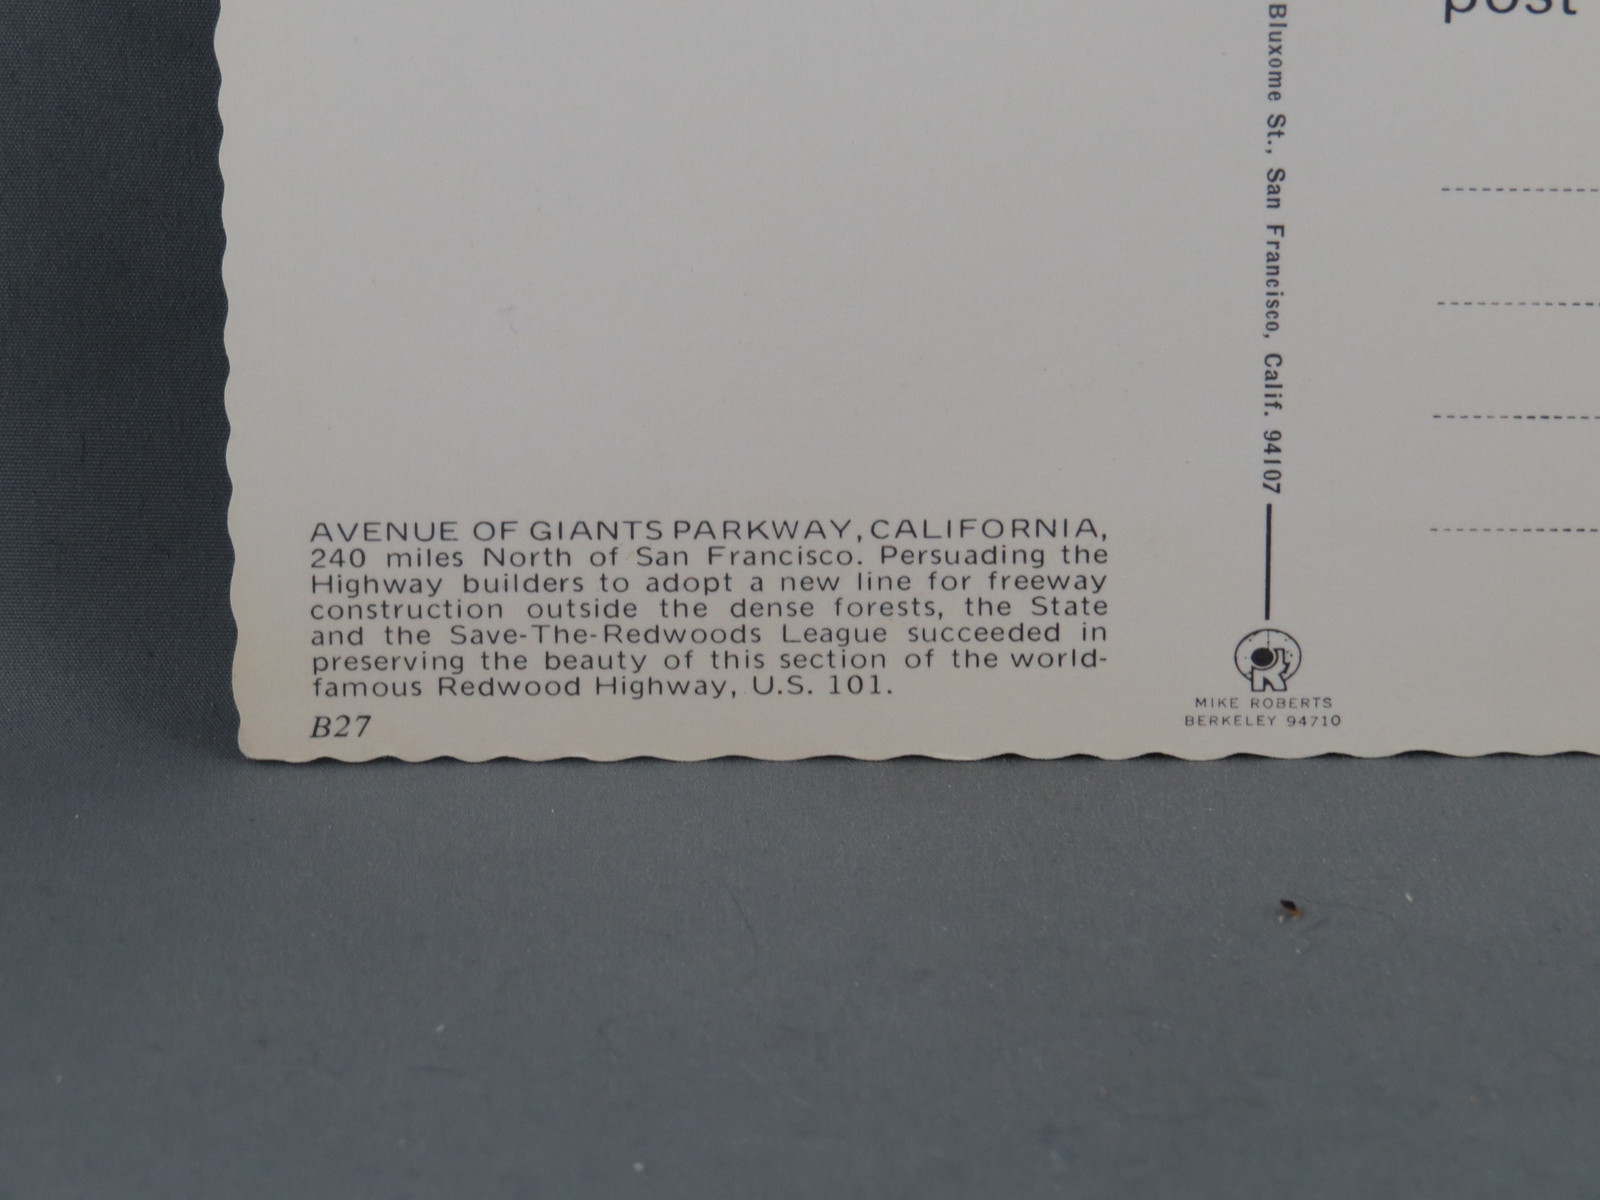 post
Bluxome St., San Francisco, Calif. 94107
AVENUE OF GIANTS PARKWAY, CALIFORNIA,
240 miles North of San Francisco. Persuading the
Highway builders to adopt a new line for freeway
construction outside the dense forests, the State
and the Save-The-Redwoods League succeeded in
preserving the beauty of this section of the world-
famous Redwood Highway, U.S. 101.
B27
MIKE ROBERTS
BERKELEY 94710